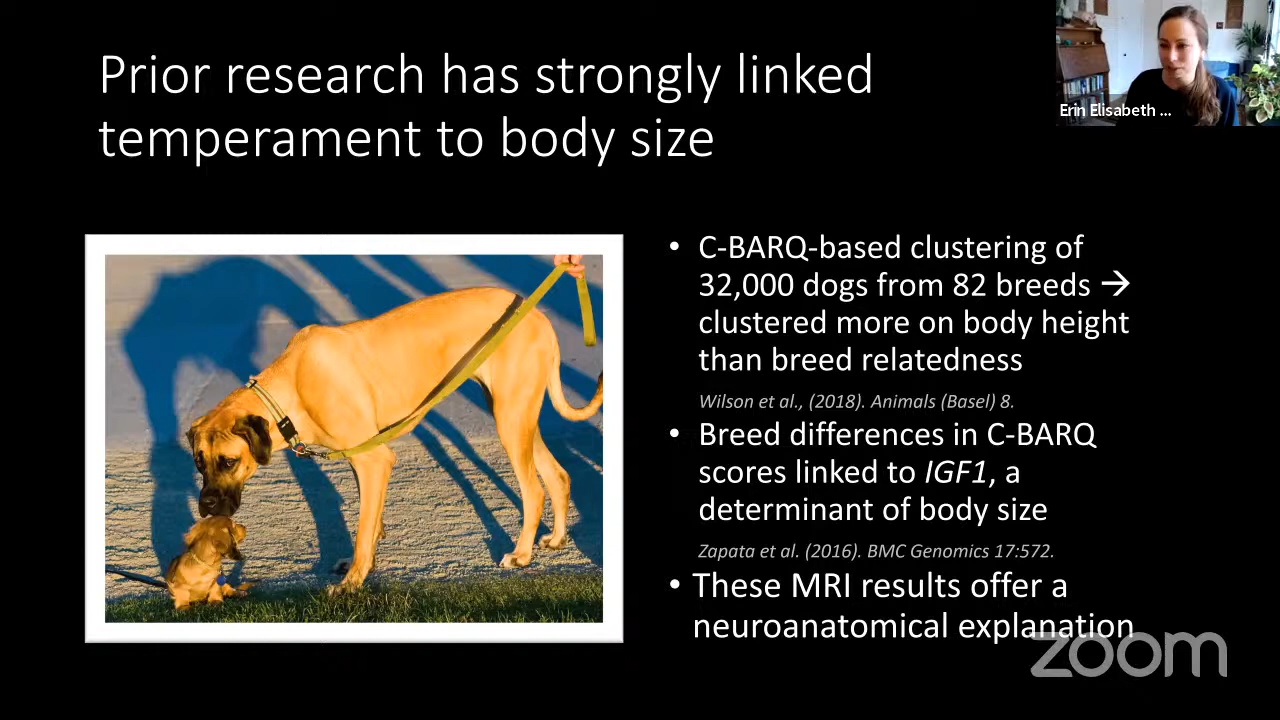 Prior research has strongly linked
temperament to body size
Erin Elisabeth ...
• C-BARQ-based clustering of
32,000 dogs from 82 breeds →
clustered more on body height
than breed relatedness
Wilson et al., (2018). Animals (Basel) 8.
• Breed differences in C-BARQ
scores linked to IGF1, a
determinant of body size
Zapata et al. (2016). BMC Genomics 17:572.
• These MRI results offer a
neuroanatomical explanation
zoom